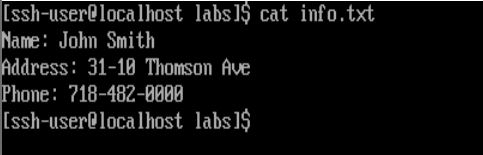 [ssh-user@localhost labs]$ cat info.txt
Name: John Smith
Address: 31-10 Thomson Ave
Phone: 718-482-0000
[ssh-user@localhost labs]$